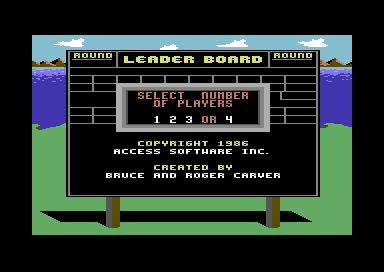 ROUND LEADER BOARD ROUND
SELECT NUMBER
OF PLAYERS
1 2 3 OR 4
COPYRIGHT 1986
ACCESS SOFTWARE INC.
CREATED BY
BRUCE AND ROGER CARVER